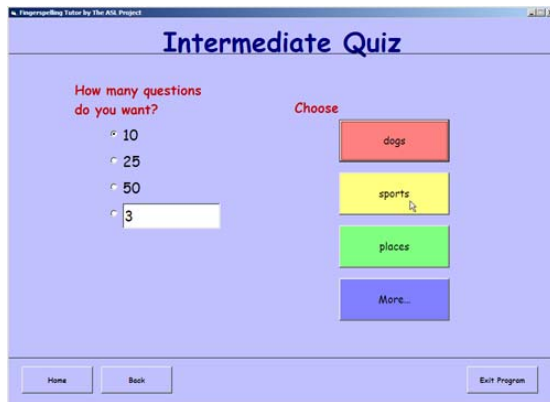 Fingerspelling Tutor by The ASL Project
Intermediate Quiz
How many questions
do you want?
10
25
50
3
Choose
dogs
sports
places
More...
Home
Back
Exit Program